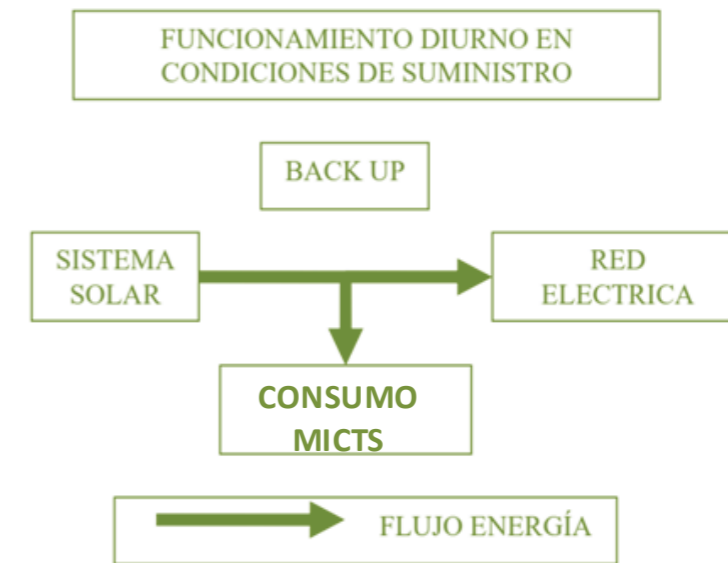 FUNCIONAMIENTO DIURNO EN
CONDICIONES DE SUMINISTRO
BACK UP
SISTEMA
SOLAR
RED
ELECTRICA
CONSUMO
MICTS
FLUJO ENERGÍA